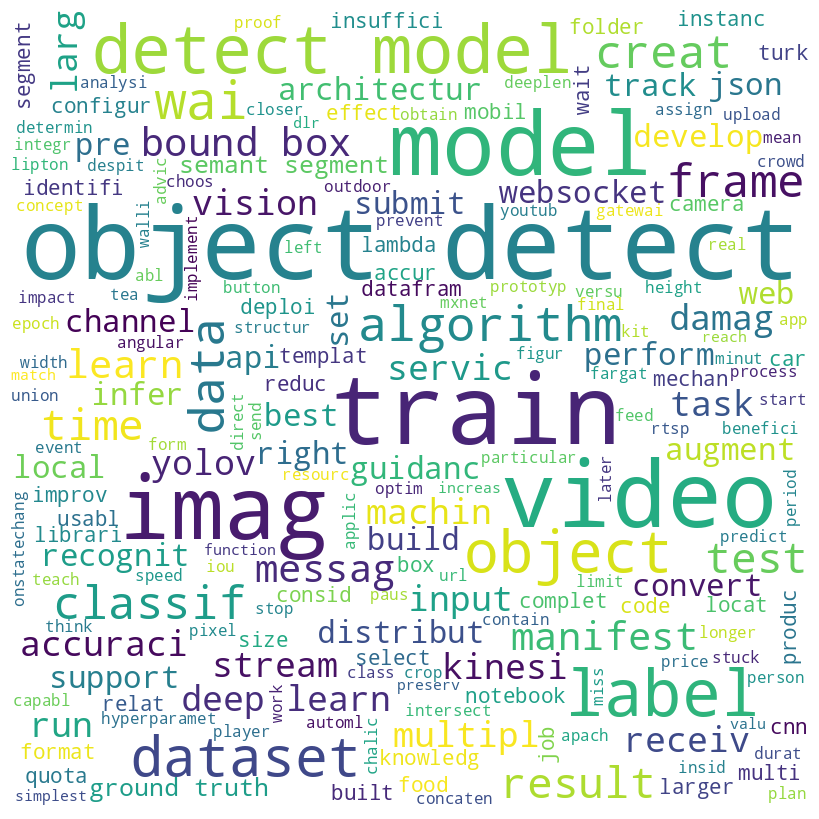 proof
insuffici
folder
instanc
segment
larg
detect model
creat
turk
analysi
wai
architectur
deeplen
wait
track
json
configur
closer
effect
obtain
mobil
assign
upload
determin
dlr
integr
pre
bound box
model
develop
mean
lipton
despit
advic
semant segment
crowd
identifi
choos
outdoor
websocket
frame
concept
walli
implement
vision
submit
youtub
gatewai
camera
prevent
real
object detect
left
lambda
abl
button
accur
prototyp
versu
height
impact
tea
deploi
datafram
mxnet
final
kit
web
app
epoch
channel
structur
set
algorithm
damag
reach
angular
data
api
templat
figur
perform
minut
car
width
learn
servic
fargat
mechan
process
match
infer
reduc
train
task
start
union
time
best
direct
send
feed
rtsp
benefici
event
form
right
local
yolov
guidanc
particular
later
augment
resourc
optim
increas
period
onstatechang
improv
imag
applic
video
usabl
machin
librari
build
object
predict
recognit
function
test
teach
speed
iou
messag
box
url
limit
convert
stop
consid
paus
input
complet
code
locat
classif
think
pixel
size
distribut
contain
manifest
longer
produc
accuraci
select
stream
class
crop
kinesi
miss
price
stuck
support
deep learn
preserv
notebook
label
person
capabl
relat
work
hyperparamet
automl
intersect
valu
cnn
run
player
chalic
multipl
job
apach
receiv
durat
format
dataset
knowledg
insid
multi
quota
ground truth
built
food
result
larger
plan
simplest
concaten